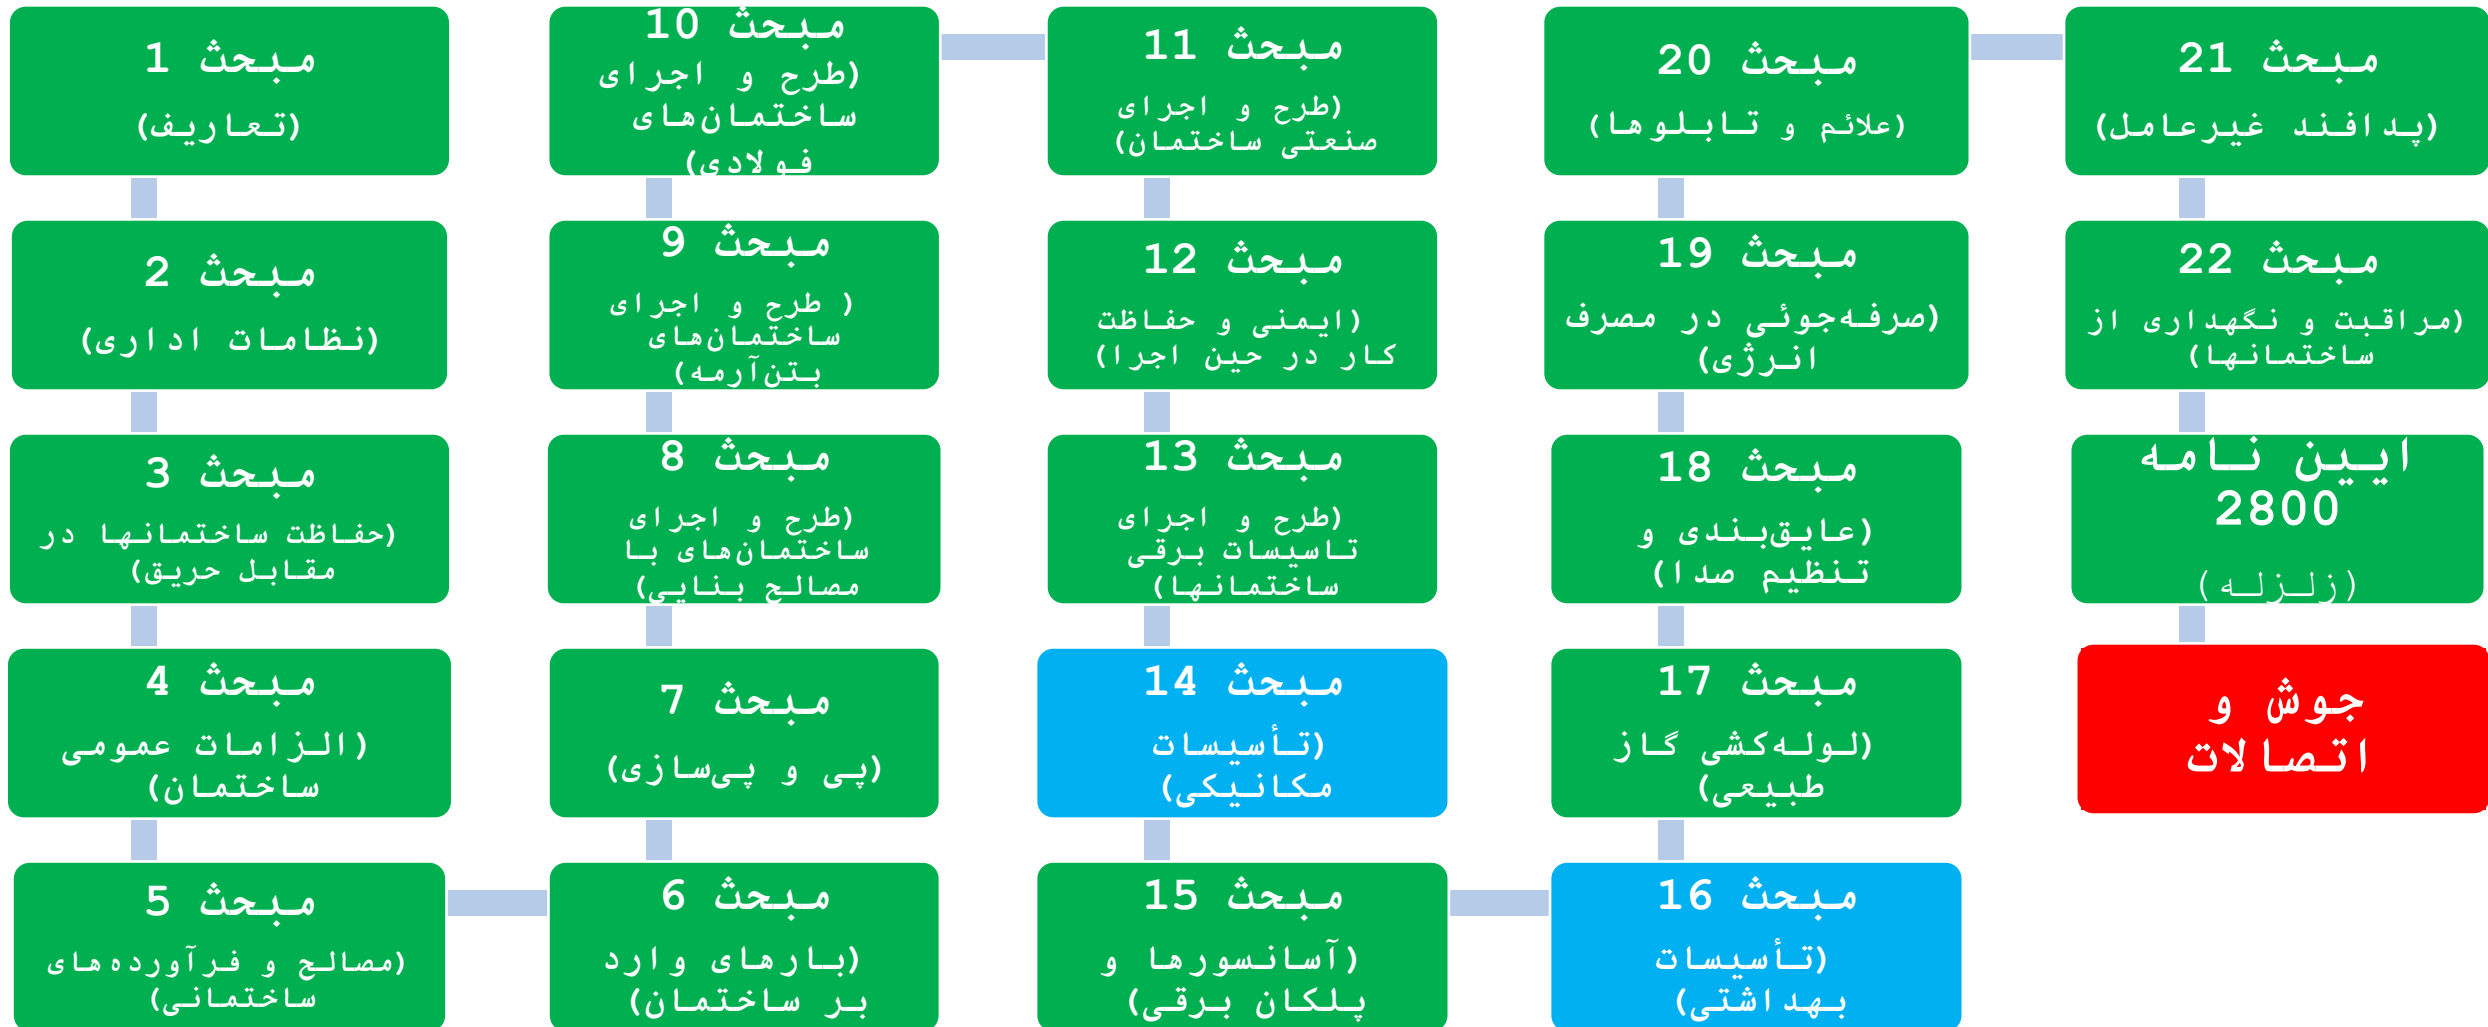 مبحث 1
(تعاریف)
مبحث 2
(نظامات اداری)
مبحث 3
(حفاظت ساختمانها در
مقابل حریق)
مبحث 4
(الزامات عمومی
ساختمان)
مبحث 5
(مصالح و فرآورده‌های
ساختمانی)
مبحث 6
(بارهای وارد
بر ساختمان)
مبحث 7
(پی و پی‌سازی)
مبحث 8
(طرح و اجرای
ساختمان‌های با
مصالح بنایی)
مبحث 9
( طرح و اجرای
ساختمان‌های
بتن‌آرمه)
مبحث 10
(طرح و اجرای
ساختمان‌های
فولادی)
مبحث 11
(طرح و اجرای
صنعتی ساختمان)
مبحث 12
(ایمنی و حفاظت
کار در حین اجرا)
مبحث 13
(طرح و اجرای
تاسیسات برقی
ساختمانها)
مبحث 14
(تأسیسات
مکانیکی)
مبحث 15
(آسانسورها و
پلکان برقی)
مبحث 16
(تأسیسات
بهداشتی)
مبحث 17
(لوله‌کشی گاز
طبیعی)
مبحث 18
(عایق‌بندی و
تنظیم صدا)
مبحث 19
(صرفه‌جوئی در مصرف
انرژی)
مبحث 20
(علائم و تابلوها)
مبحث 21
(پدافند غیرعامل)
مبحث 22
(مراقبت و نگهداری از
ساختمانها)
ایین نامه
2800
(زلزله)
جوش و
اتصالات